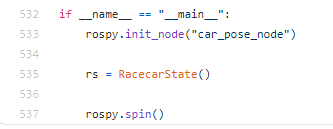 532 if __name__ == "__main__":
533     rospy.init_node("car_pose_node")
534
535     rs = RacecarState()
536
537     rospy.spin()